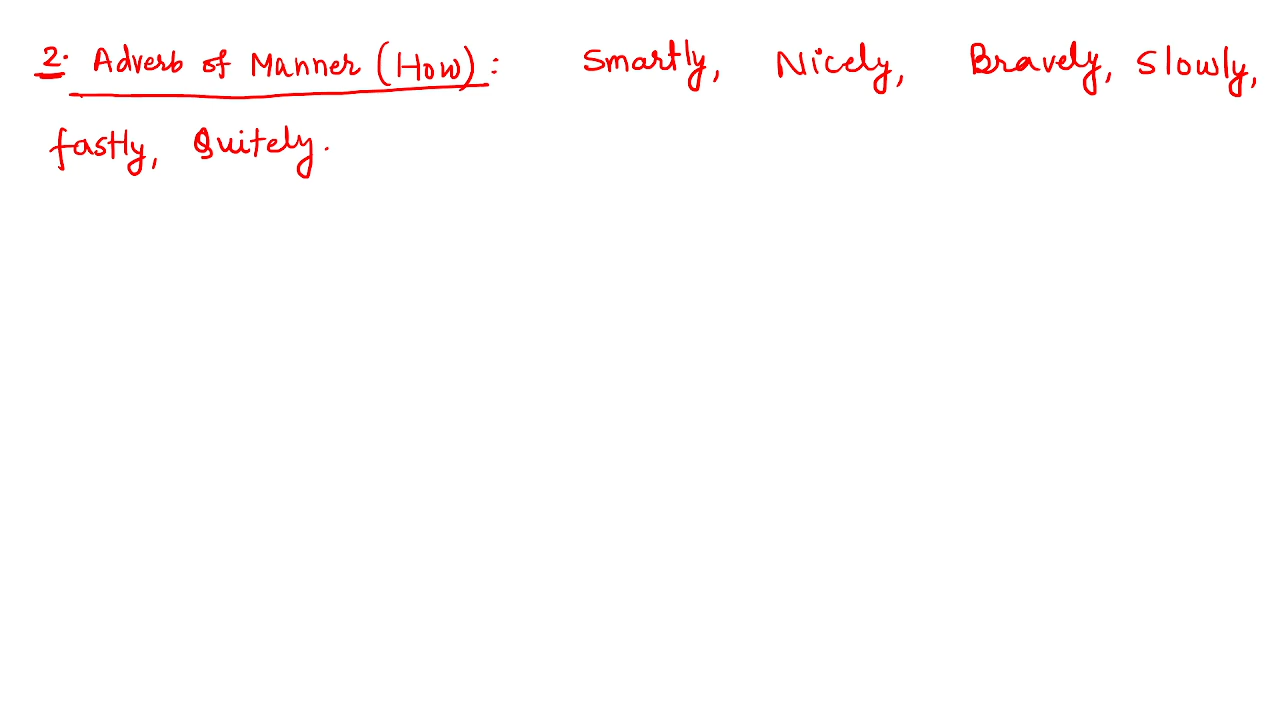 2. Adverb of Manner (How): Smartly, Nicely, Bravely, Slowly,
fastly, Quitely.